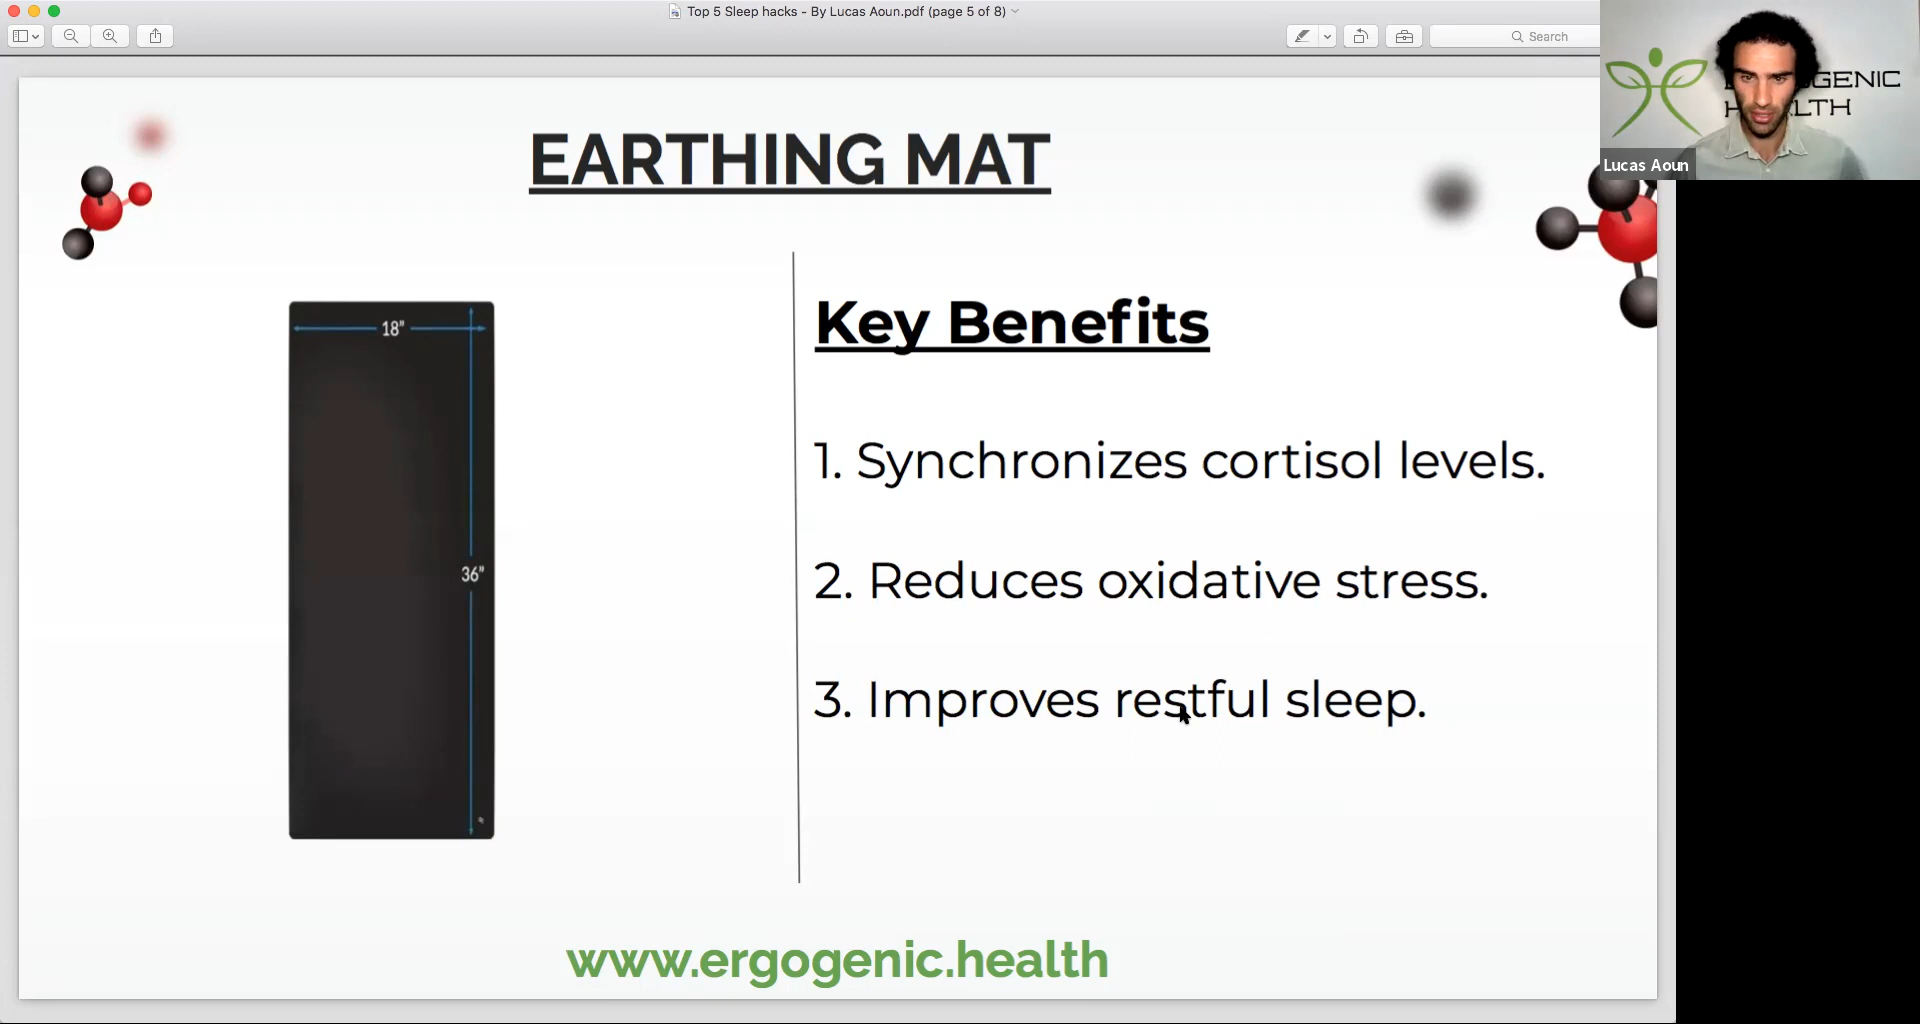 Top 5 Sleep hacks - By Lucas Aoun.pdf (page 5 of 8)
Search
GENIC
H LTH
Lucas Aoun
EARTHING MAT
18"
36"
Key Benefits
1. Synchronizes cortisol levels.
2. Reduces oxidative stress.
3. Improves restful sleep.
www.ergogenic.health